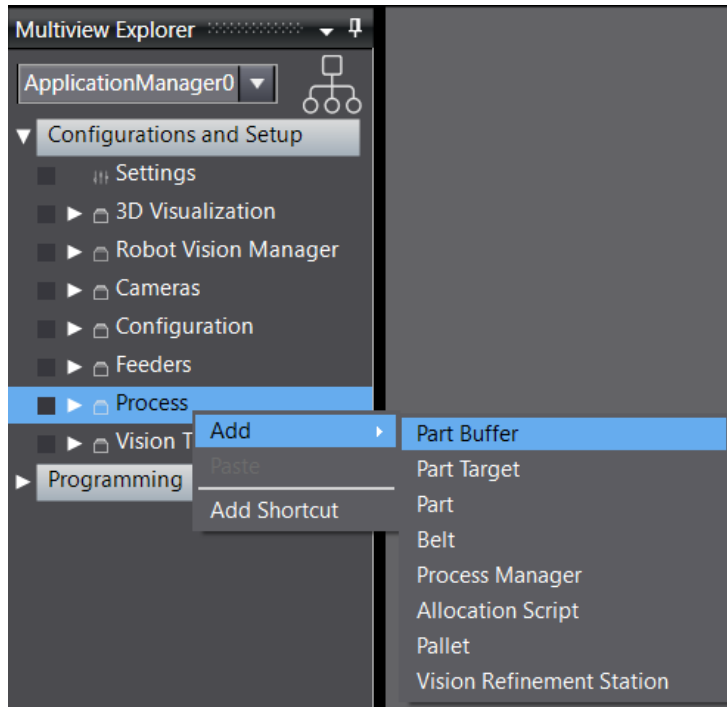 Multiview Explorer
ApplicationManager0
Configurations and Setup
Settings
3D Visualization
Robot Vision Manager
Cameras
Configuration
Feeders
Process
Vision T
Programming
Add
Paste
Add Shortcut
Part Buffer
Part Target
Part
Belt
Process Manager
Allocation Script
Pallet
Vision Refinement Station